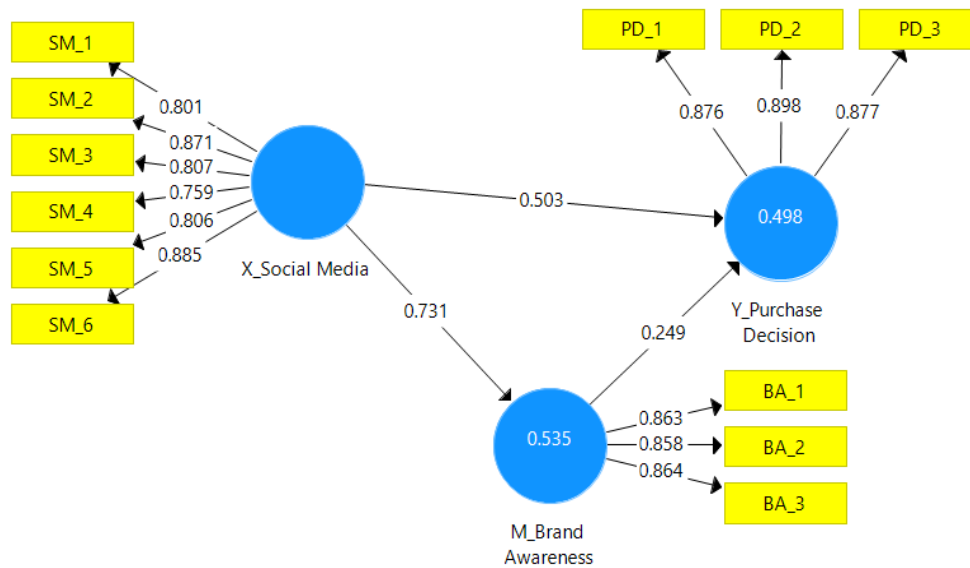 SM_1
SM_2
SM_3
SM_4
SM_5
SM_6
0.801
0.871
0.807
0.759
0.806
0.885
X_Social Media
PD_1
PD_2
PD_3
0.876
0.898
0.877
0.503
0.498
Y_Purchase
Decision
0.731
0.249
0.535
M_Brand
Awareness
0.863
0.858
0.864
BA_1
BA_2
BA_3